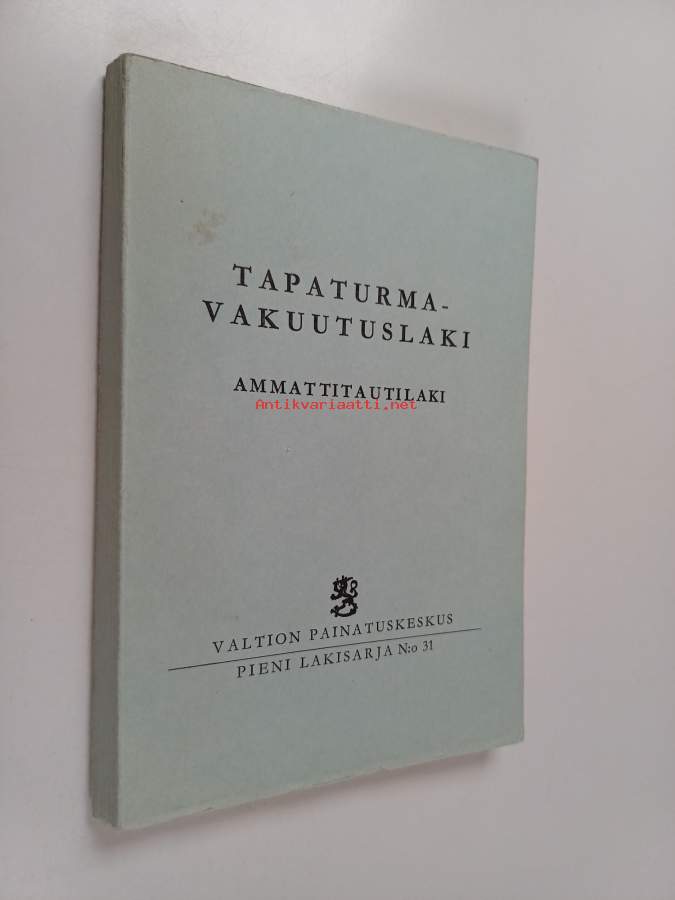 TAPATURMA-
VAKUUTUSLAKI
AMMATTITAUTILAKI
Antikvariaatti.net
VALTION PAINATUSKESKUS
PIENI LAKISARJA N:o 31